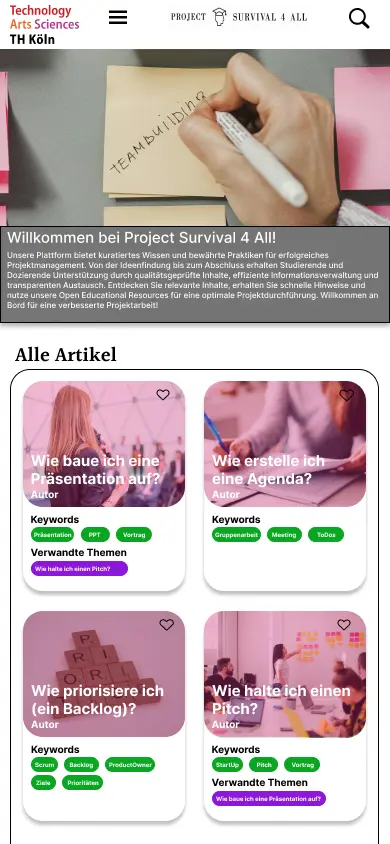 Technology
Arts Sciences
TH Köln
PROJECT SURVIVAL 4 ALL
TEAMBUILDING
Willkommen bei Project Survival 4 All!
Unsere Plattform bietet kuratiertes Wissen und bewährte Praktiken für erfolgreiches
Projektmanagement. Von der Ideenfindung bis zum Abschluss erhalten Studierende und
Dozierende Unterstützung durch qualitätsgeprüfte Inhalte, effiziente Informationsverwaltung und
transparenten Austausch. Entdecken Sie relevante Inhalte, erhalten Sie schnelle Hinweise und
nutze unsere Open Educational Resources für eine optimale Projektdurchführung. Willkommen an
Bord für eine verbesserte Projektarbeit!
Alle Artikel
Wie baue ich eine
Präsentation auf?
Autor
Keywords
Präsentation PPT Vortrag
Verwandte Themen
Wie halte ich einen Pitch?
Wie erstelle ich
eine Agenda?
Autor
Keywords
Gruppenarbeit Meeting ToDos
PRIORI
Wie priorisiere ich
(ein Backlog)?
Autor
Keywords
Scrum Backlog ProductOwner
Ziele Prioritäten
Wie halte ich einen
Pitch?
Autor
Keywords
StartUp Pitch Vortrag
Verwandte Themen
Wie baue ich eine Präsentation auf?